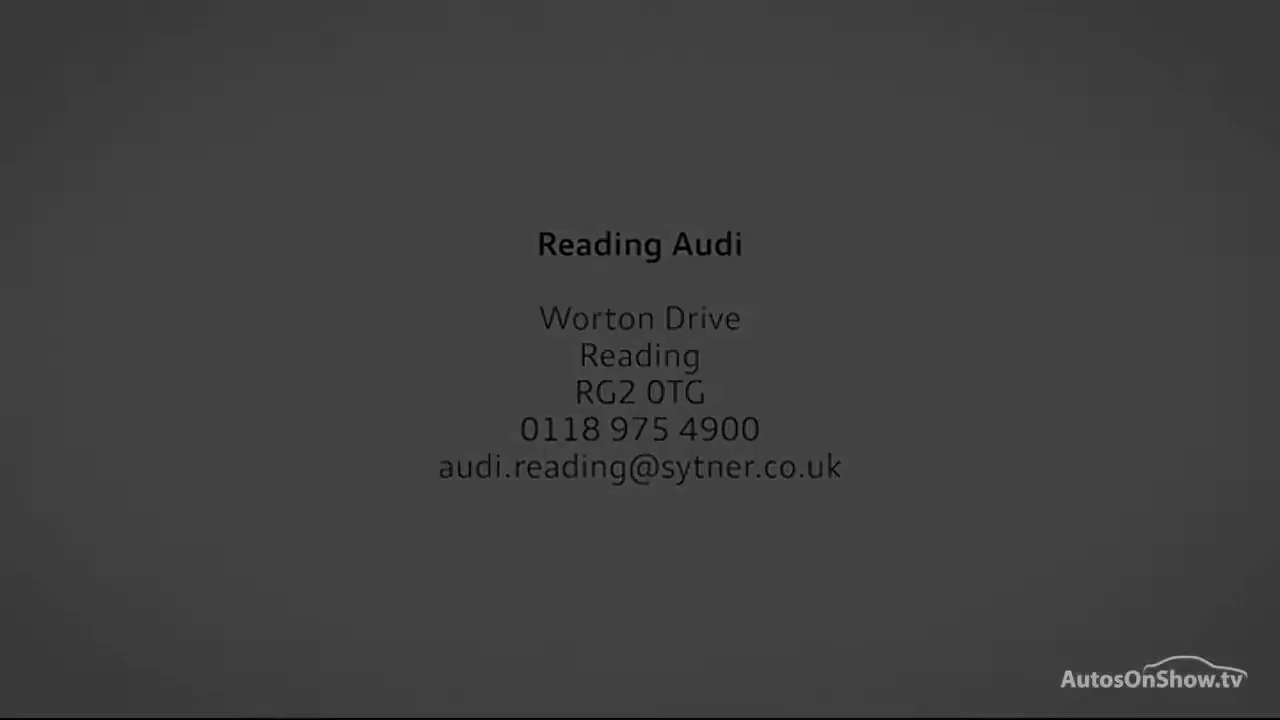 Reading Audi
Worton Drive
Reading
RG2 0TG
0118 975 4900
audi.reading@sytner.co.uk
AutosOnShow.tv